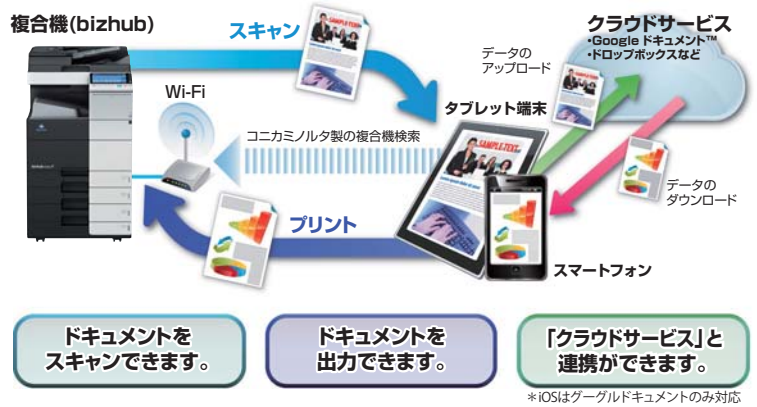 複合機(bizhub)
スキャン
クラウドサービス
・Google ドキュメント™
・ドロップボックスなど
データの
アップロード
Wi-Fi
タブレット端末
SAMPLE-TEXT
コニカミノルタ製の複合機検索
データの
ダウンロード
プリント
スマートフォン
ドキュメントを
スキャンできます。
ドキュメントを
出力できます。
「クラウドサービス」と
連携ができます。
＊iOSはグーグルドキュメントのみ対応